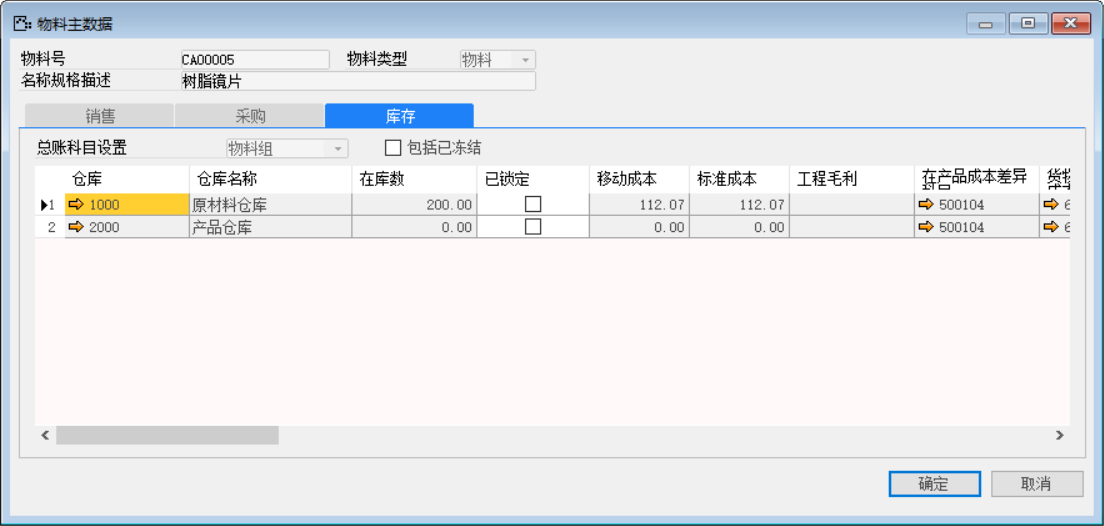 物料主数据
物料号 CA00005 物料类型 物料
名称规格描述 树脂镜片
销售 采购 库存
总账科目设置 物料组 包括已冻结
仓库 仓库名称 在库数 已锁定 移动成本 标准成本 工程毛利 在产品成本差异
1 1000 原材料仓库 200.00 112.07 112.07 500104 6
2 2000 产品仓库 0.00 0.00 0.00 500104 6
确定 取消